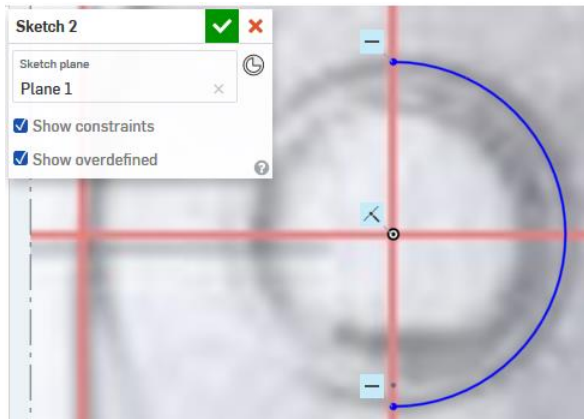 Sketch 2
Sketch plane
Plane 1
Show constraints
Show overdefined